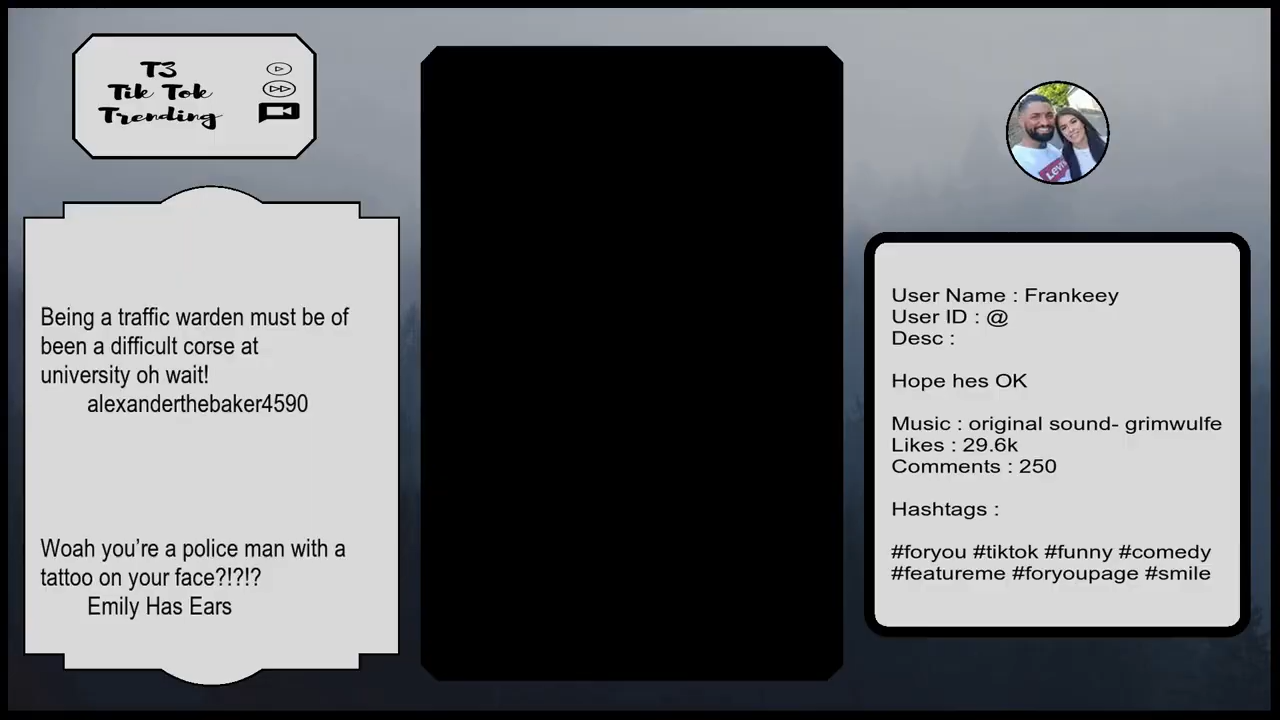 T3
Tik Tok
Trending
Being a traffic warden must be of
been a difficult corse at
university oh wait!
alexanderthebaker4590
Woah you’re a police man with a
tattoo on your face?!?!?
Emily Has Ears
Levi's
User Name : Frankeey
User ID : @
Desc :
Hope hes OK
Music : original sound- grimwulfe
Likes : 29.6k
Comments : 250
Hashtags :
#foryou #tiktok #funny #comedy
#featureme #foryoupage #smile